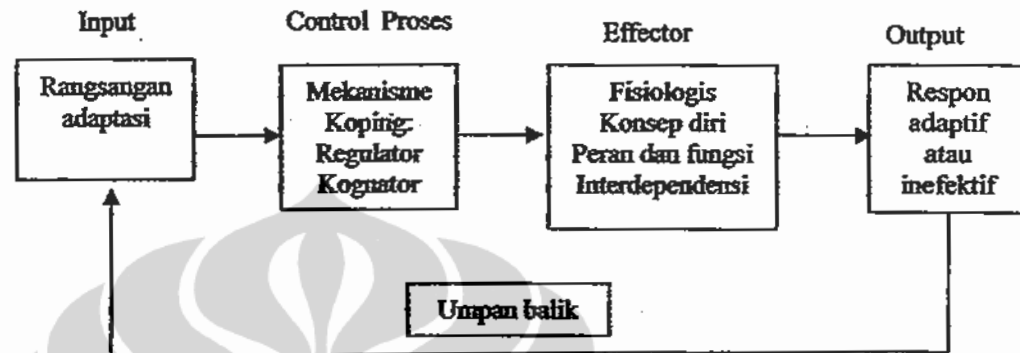 Input
Control Proses
Effector
Output
Rangsangan
adaptasi
Mekanisme
Koping:
Regulator
Kognator
Fisiologis
Konsep diri
Peran dan fungsi
Interdependensi
Respon
adaptif
atau
inefektif
Umpan balik